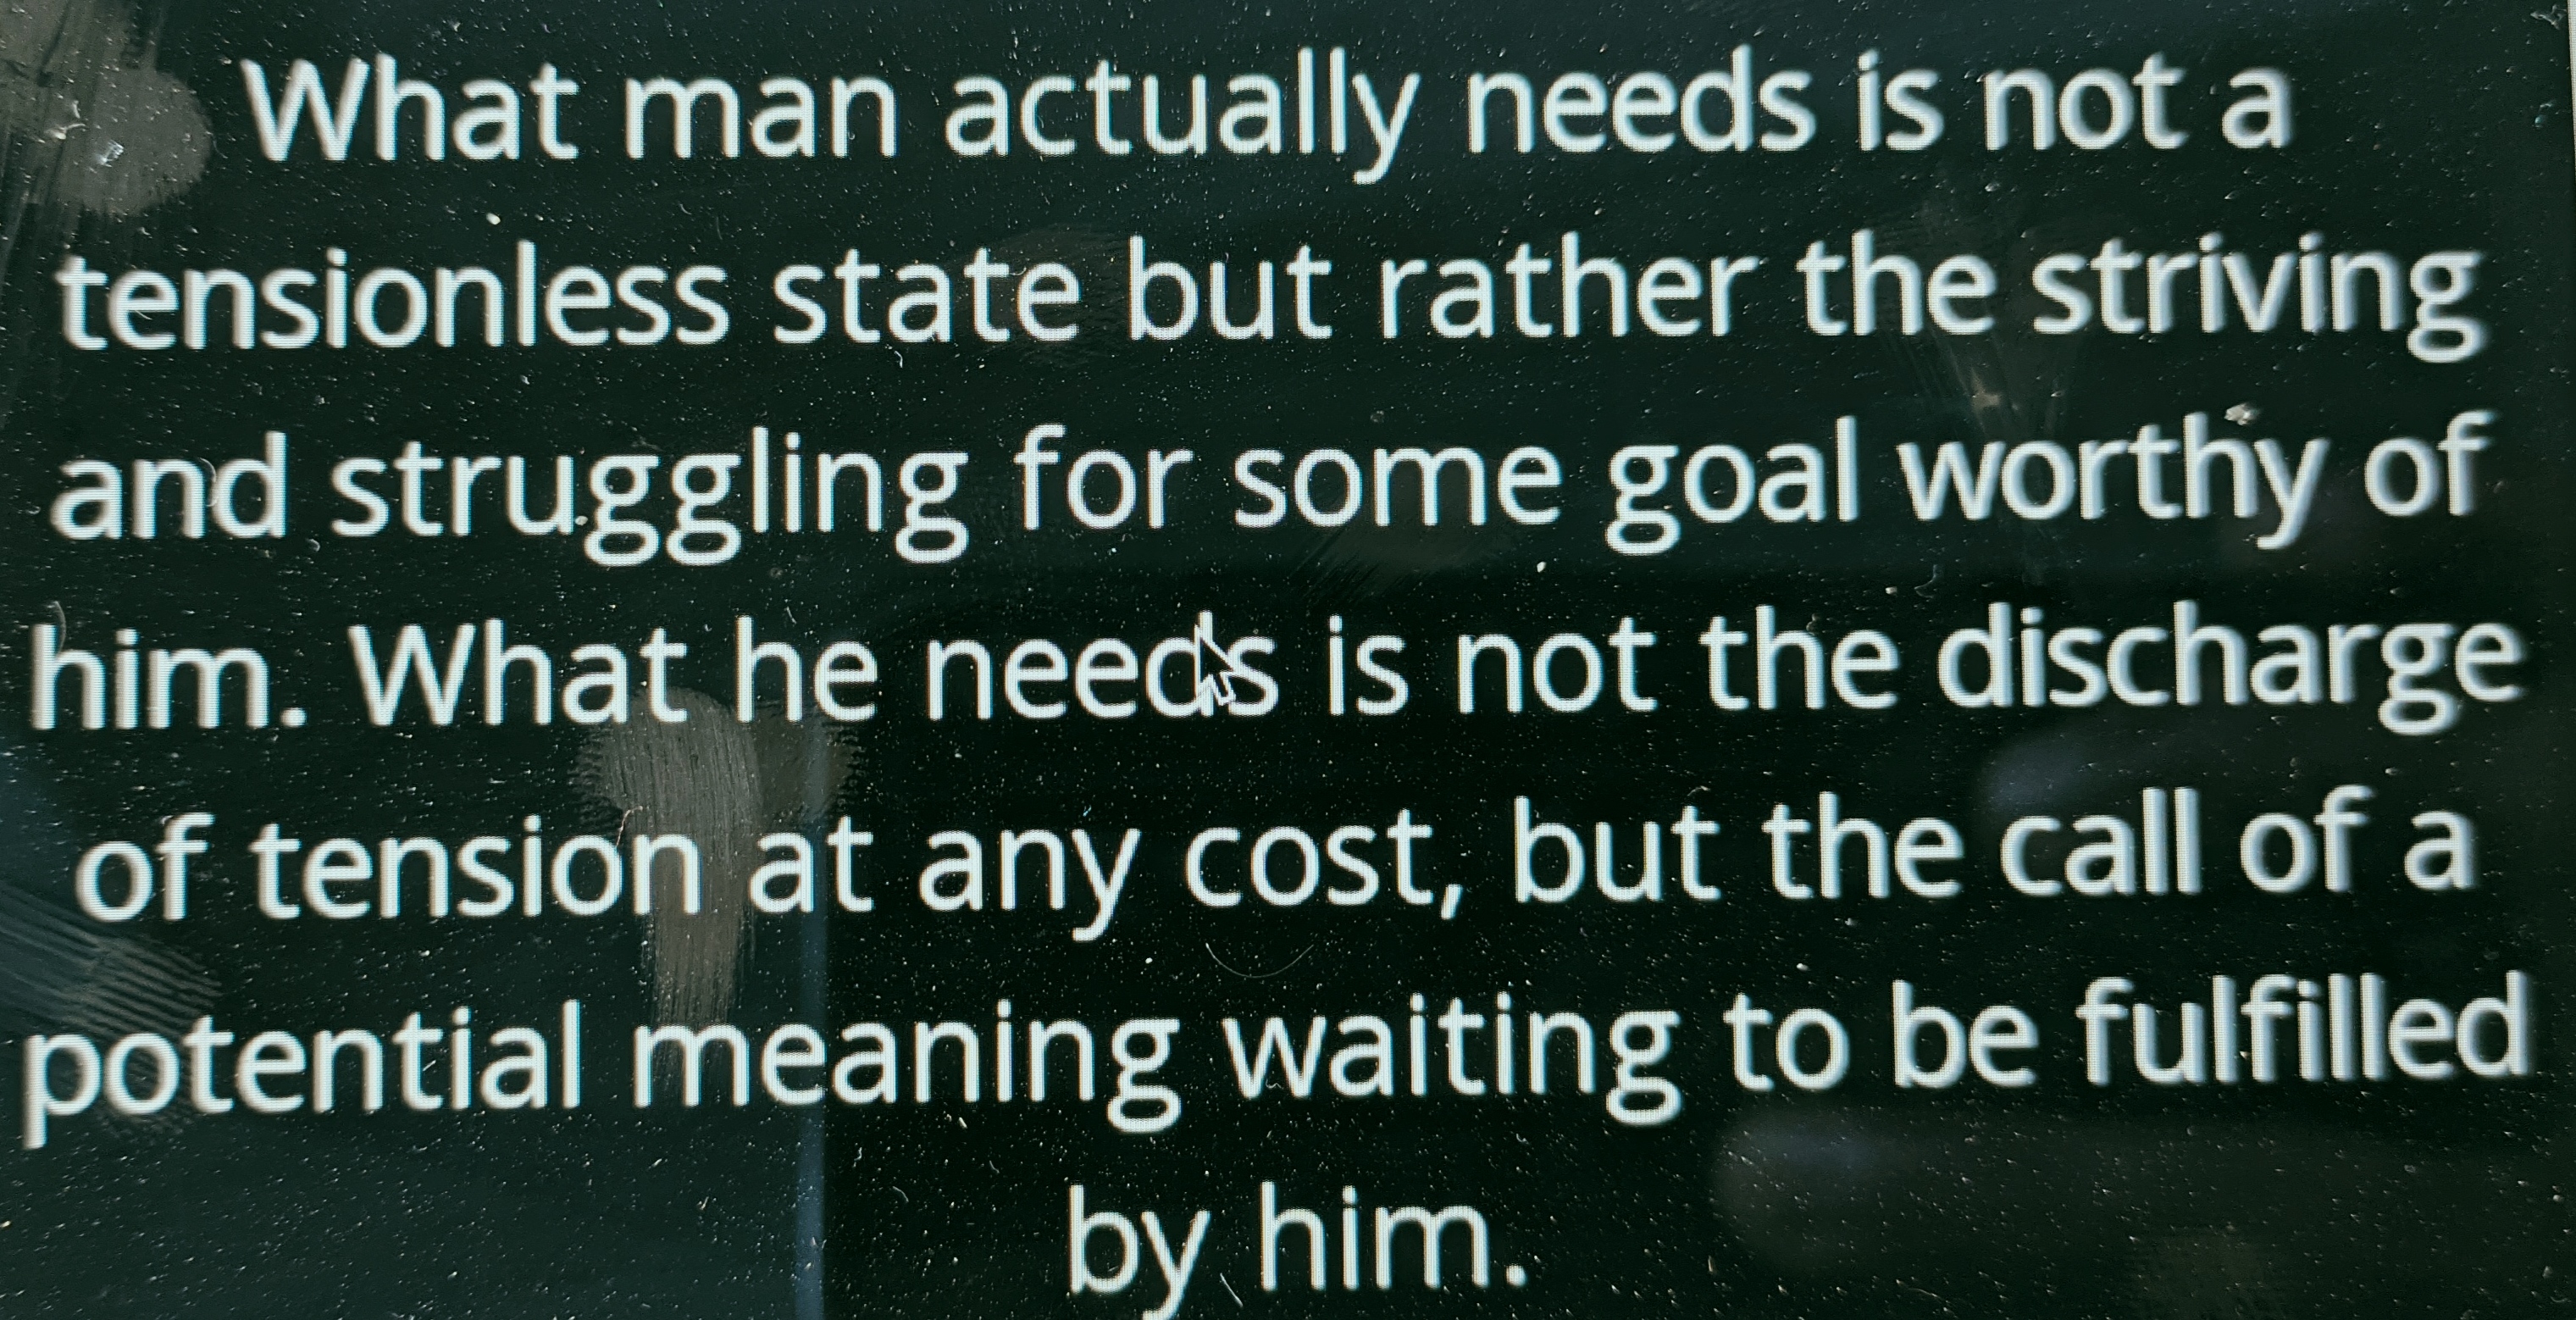 What man actually needs is not a
tensionless state but rather the striving
and struggling for some goal worthy of
him. What he needs is not the discharge
of tension at any cost, but the call of a
potential meaning waiting to be fulfilled
by him.